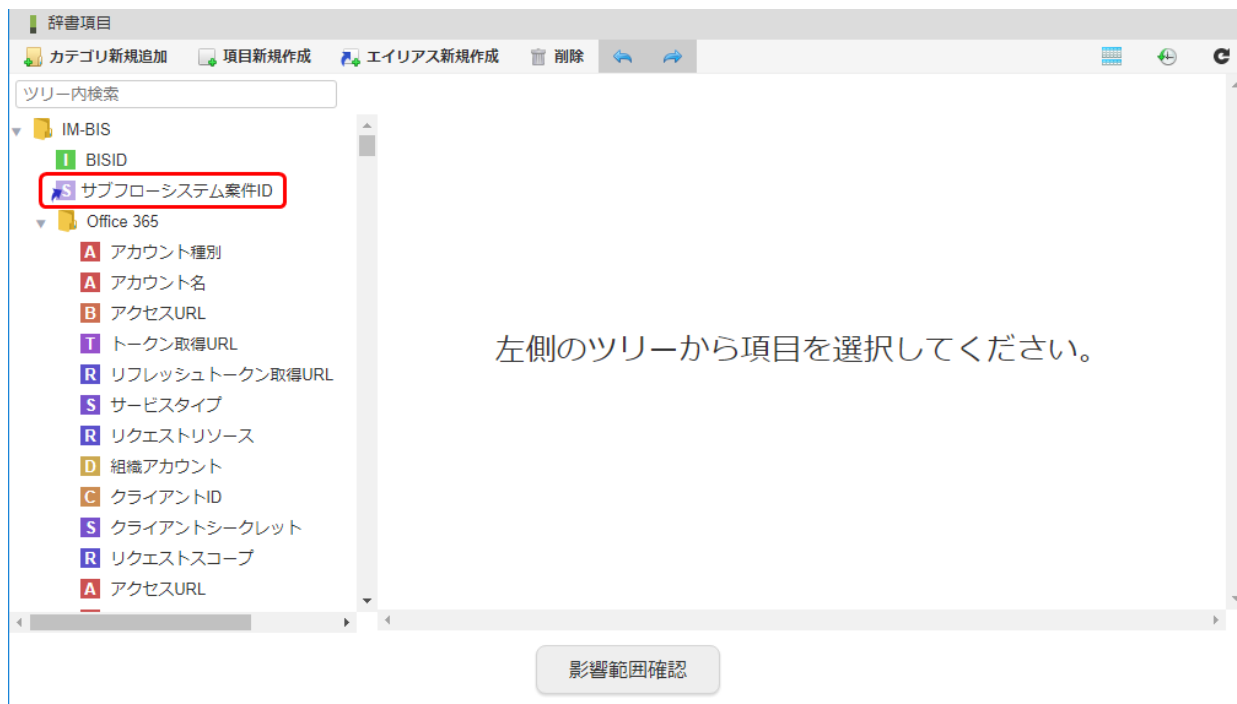 辞書項目
カテゴリ新規追加 項目新規作成 エイリアス新規作成 削除
ツリー内検索
IM-BIS
I BISID
S サブフローシステム案件ID
Office 365
A アカウント種別
A アカウント名
B アクセスURL
T トークン取得URL
R リフレッシュトークン取得URL
S サービスタイプ
R リクエストリソース
D 組織アカウント
C クライアントID
S クライアントシークレット
R リクエストスコープ
A アクセスURL
左側のツリーから項目を選択してください。
影響範囲確認